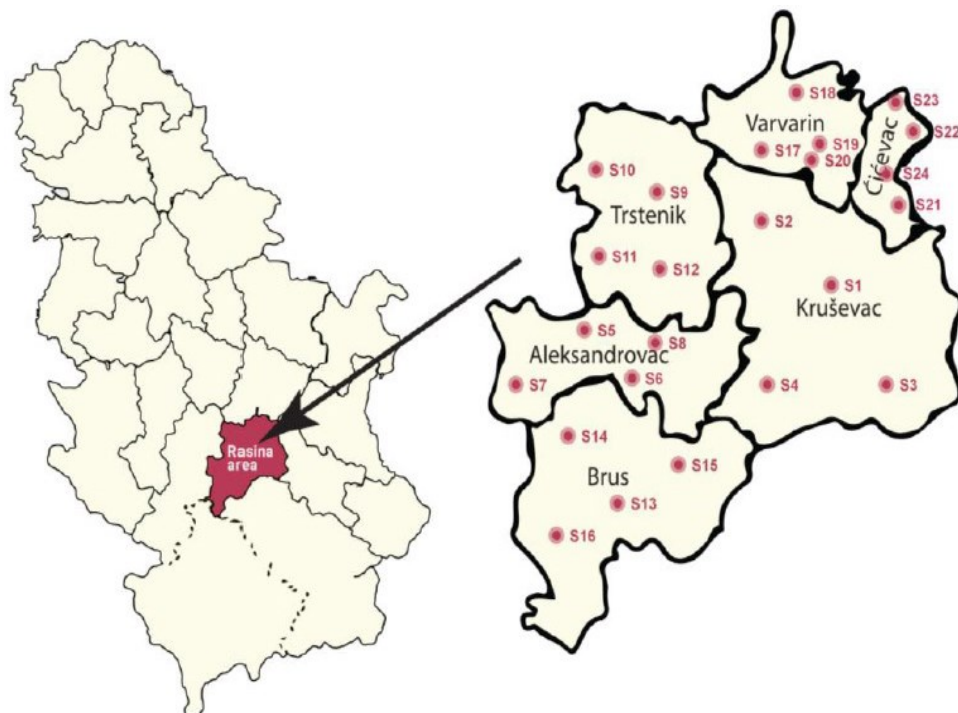 Rasina
area
S18
S23
Varvarin
S22
S17
S19
S20
Ćićevac
S24
S21
S10
S9
Trstenik
S2
S11
S12
S1
Kruševac
S5
S8
Aleksandrovac
S7
S6
S4
S3
S14
S15
Brus
S13
S16